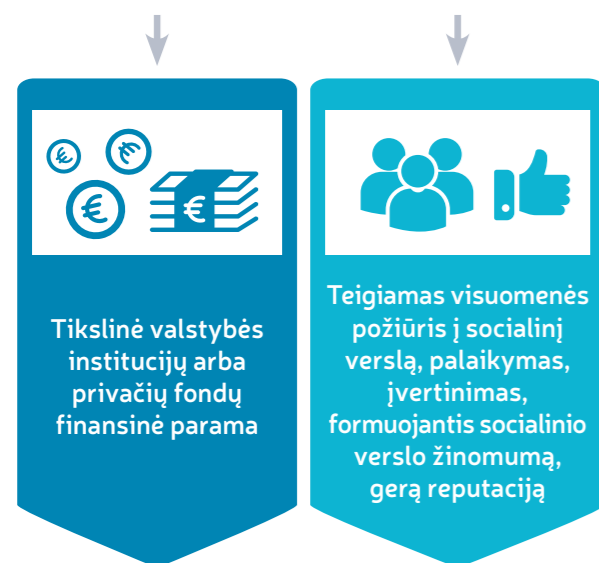 Tikslinė valstybės
institucijų arba
privačių fondų
finansinė parama
Teigiamas visuomenės
požiūris į socialinį
verslą, palaikymas,
įvertinimas,
formuojantis socialinio
verslo žinomumą,
gerą reputaciją